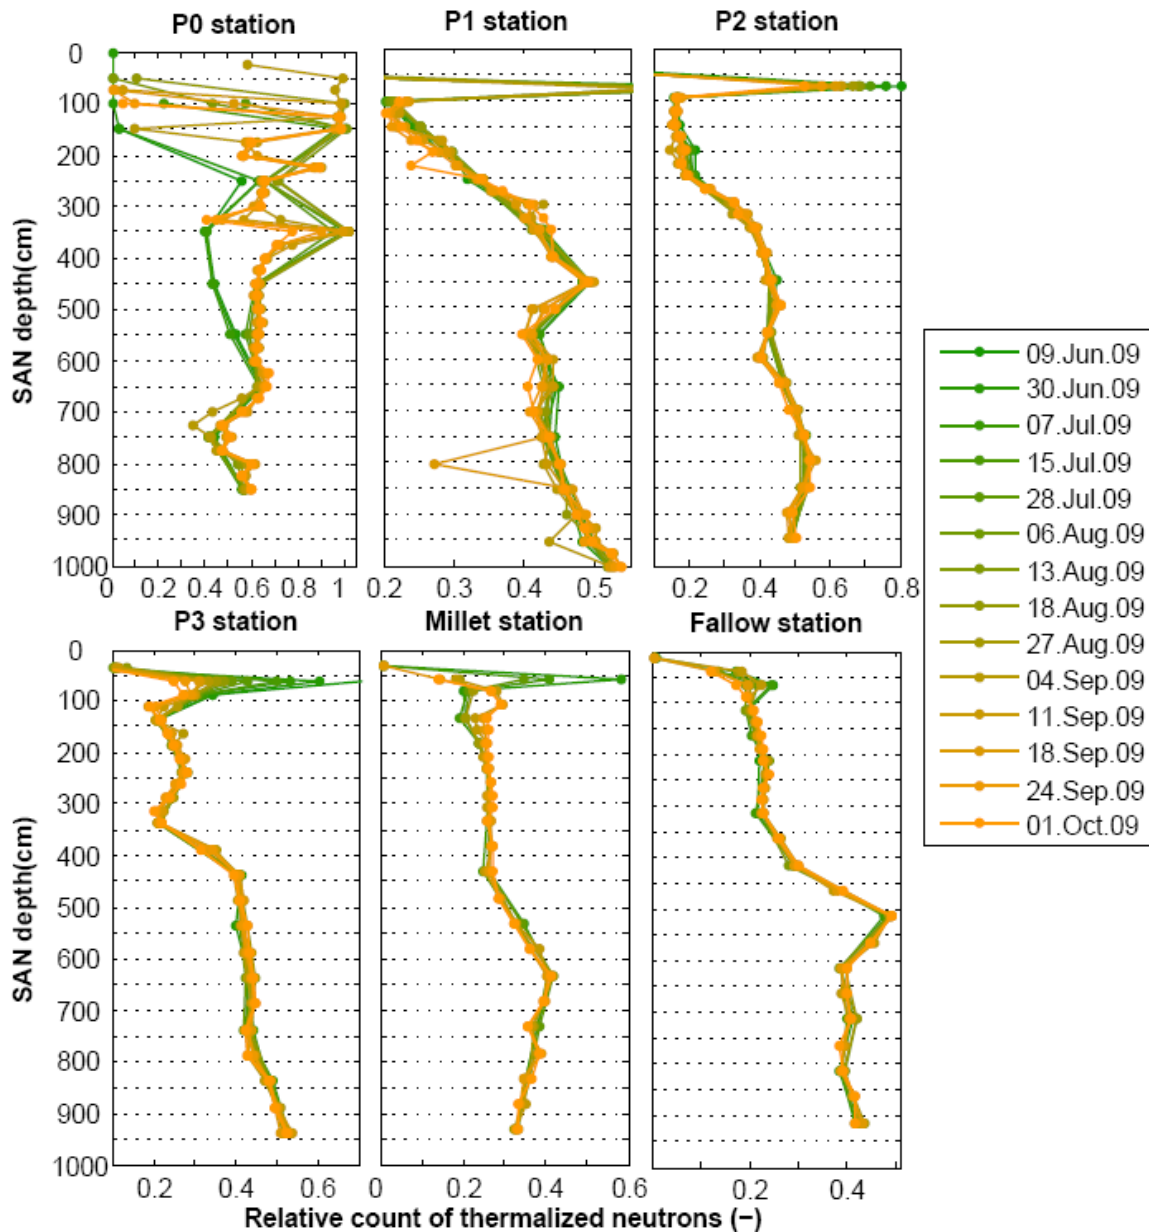 P0 station
P1 station
P2 station
SAN depth(cm)
0
100
200
300
400
500
600
700
800
900
1000
0 0.2 0.4 0.6 0.8 1
0.2 0.3 0.4 0.5
0.2 0.4 0.6 0.8
09.Jun.09
30.Jun.09
07.Jul.09
15.Jul.09
28.Jul.09
06.Aug.09
13.Aug.09
18.Aug.09
27.Aug.09
04.Sep.09
11.Sep.09
18.Sep.09
24.Sep.09
01.Oct.09
P3 station
Millet station
Fallow station
SAN depth(cm)
0
100
200
300
400
500
600
700
800
900
1000
0.2 0.4 0.6
0 0.2 0.4 0.6
0.2 0.4
Relative count of thermalized neutrons (−)